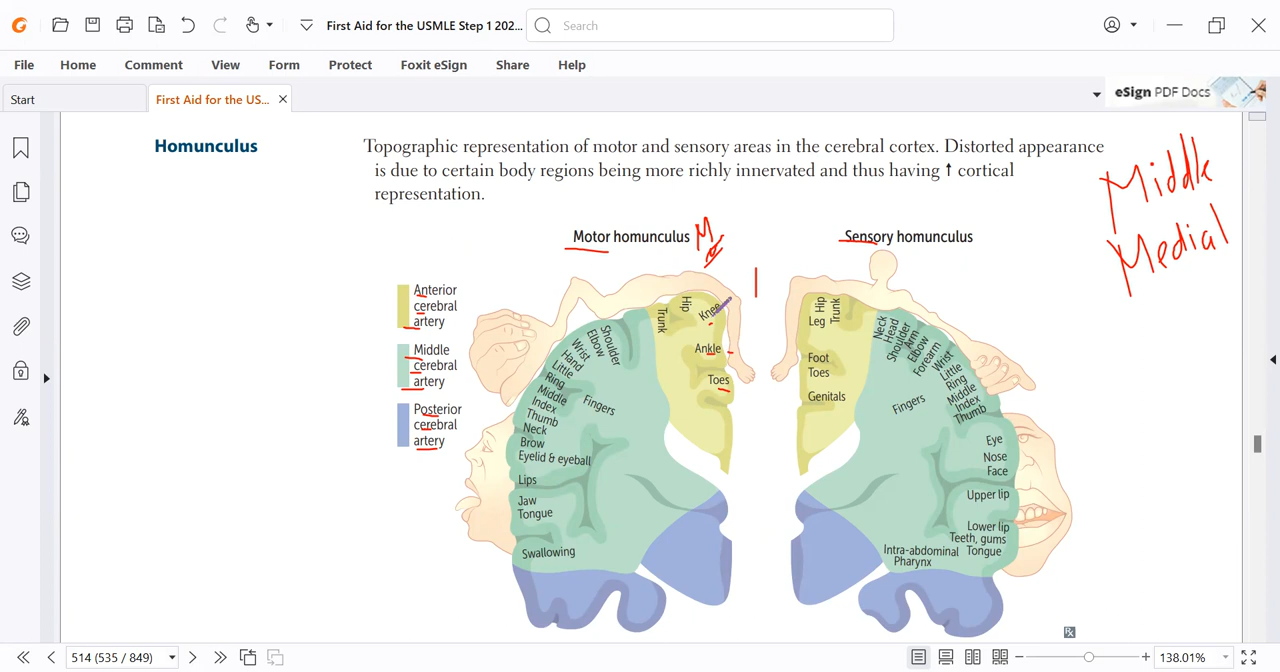 First Aid for the USMLE Step 1 202...
Search
File Home Comment View Form Protect Foxit eSign Share Help
Start
First Aid for the US...
eSign PDF Docs
Homunculus
Topographic representation of motor and sensory areas in the cerebral cortex. Distorted appearance
is due to certain body regions being more richly innervated and thus having ↑ cortical
representation.
Middle
Medial
Motor homunculus
M
Sensory homunculus
Anterior
cerebral
artery
Middle
cerebral
artery
Posterior
cerebral
artery
Trunk
Hip
Knee
Ankle
Toes
Shoulder
Elbow
Wrist
Hand
Little
Ring
Middle
Index
Thumb
Fingers
Neck
Brow
Eyelid & eyeball
Lips
Jaw
Tongue
Swallowing
Hip
Trunk
Leg
Foot
Toes
Genitals
Neck
Head
Shoulder
Arm
Elbow
Forearm
Wrist
Little
Ring
Middle
Index
Thumb
Fingers
Eye
Nose
Face
Upper lip
Lower lip
Teeth, gums
Tongue
Intra-abdominal
Pharynx
Rx
514 (535 / 849)
138.01%